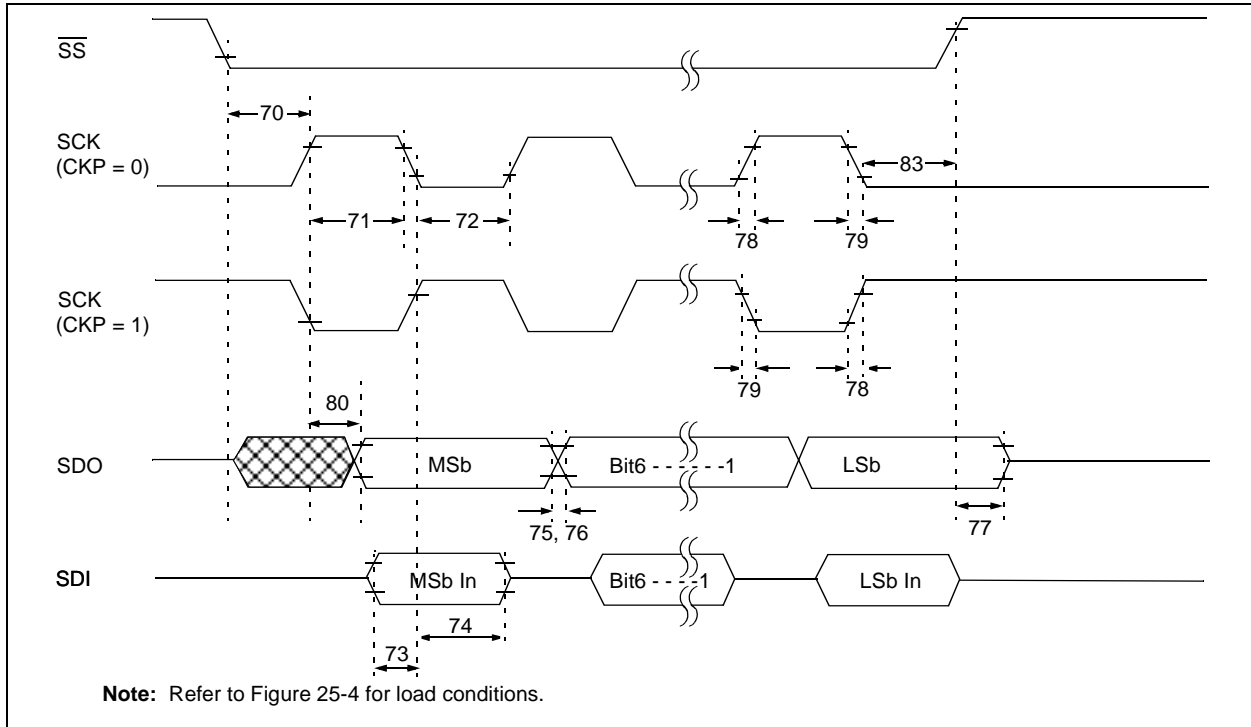 SS
70
SCK
(CKP = 0)
83
71
72
78
79
SCK
(CKP = 1)
79
78
80
SDO
MSb
Bit6 - - - - - -1
LSb
75, 76
77
SDI
MSb In
Bit6 - - - -1
LSb In
74
73
Note: Refer to Figure 25-4 for load conditions.